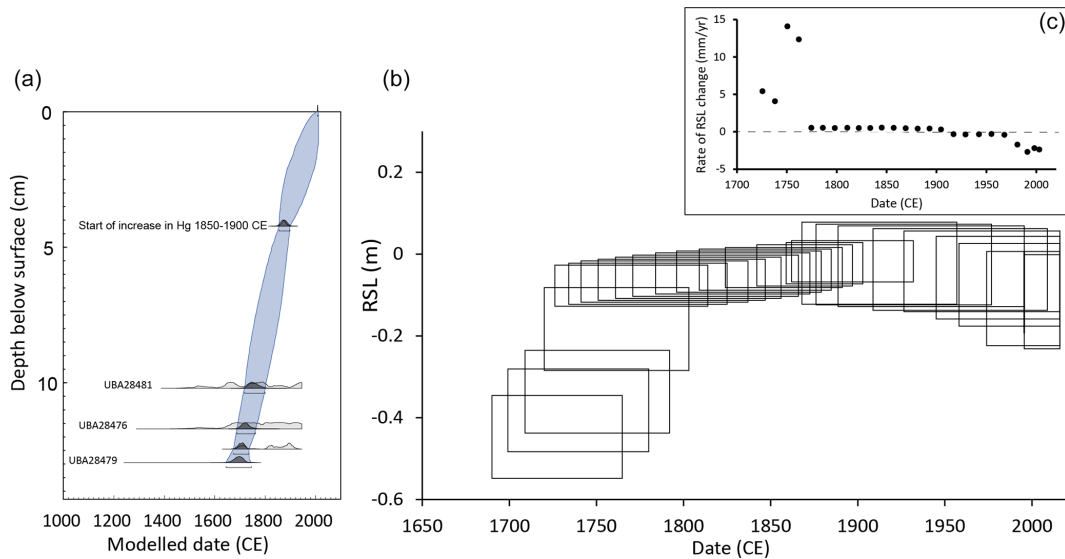 (a)
0
5
10
Depth below surface (cm)
Start of increase in Hg 1850-1900 CE
UBA28481
UBA28476
UBA28479
1000 1200 1400 1600 1800 2000
Modelled date (CE)
(b)
0.2
0
-0.2
-0.4
-0.6
RSL (m)
1650 1700 1750 1800 1850 1900 1950 2000
Date (CE)
(c)
15
10
5
0
-5
Rate of RSL change (mm/yr)
1700 1750 1800 1850 1900 1950 2000
Date (CE)